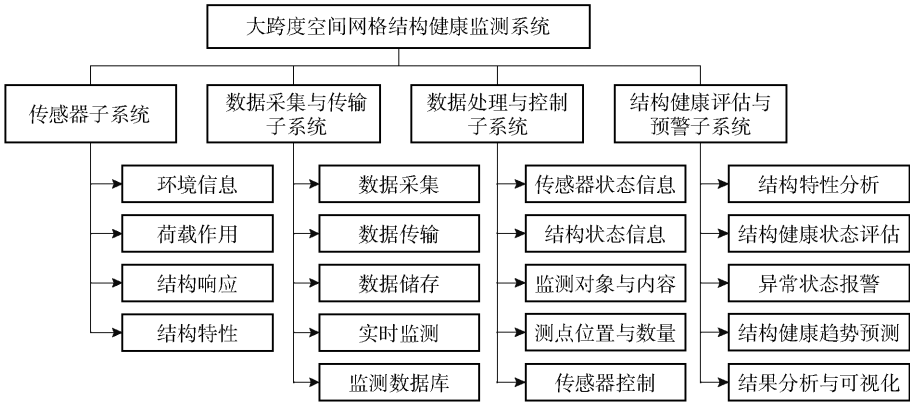 大跨度空间网格结构健康监测系统
传感器子系统
数据采集与传输
子系统
数据处理与控制
子系统
结构健康评估与
预警子系统
环境信息
荷载作用
结构响应
结构特性
数据采集
数据传输
数据储存
实时监测
监测数据库
传感器状态信息
结构状态信息
监测对象与内容
测点位置与数量
传感器控制
结构特性分析
结构健康状态评估
异常状态报警
结构健康趋势预测
结果分析与可视化